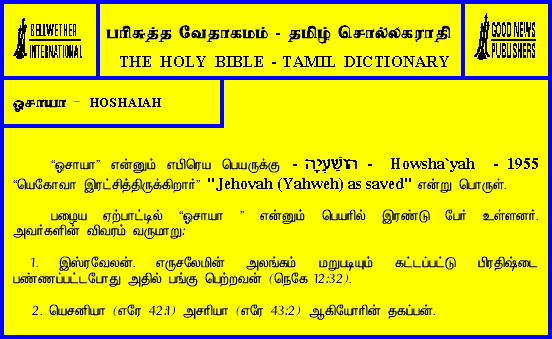 BELLWETHER
INTERNATIONAL
பரிசுத்த வேதாகமம் - தமிழ் சொல்லகராதி
THE HOLY BIBLE - TAMIL DICTIONARY
GOOD NEWS
PUBLISHERS
ஓசாயா - HOSHAIAH
“ஓசாயா” என்னும் எபிரெய பெயருக்கு - הוֹשַׁעְיָה - Howsha`yah - 1955
“யெகோவா இரட்சித்திருக்கிறார்” "Jehovah (Yahweh) as saved" என்று பொருள்.
பழைய ஏற்பாட்டில் “ஓசாயா ” என்னும் பெயரில் இரண்டு பேர் உள்ளனர்.
அவர்களின் விவரம் வருமாறு:
1. இஸ்ரவேலன். எருசலேமின் அலங்கம் மறுபடியும் கட்டப்பட்டு பிரதிஷ்டை
பண்ணப்பட்டபோது அதில் பங்கு பெற்றவன் (நெகே 12:32).
2. யெசனியா (எரே 42:1) அசரியா (எரே 43:2) ஆகியோரின் தகப்பன்.